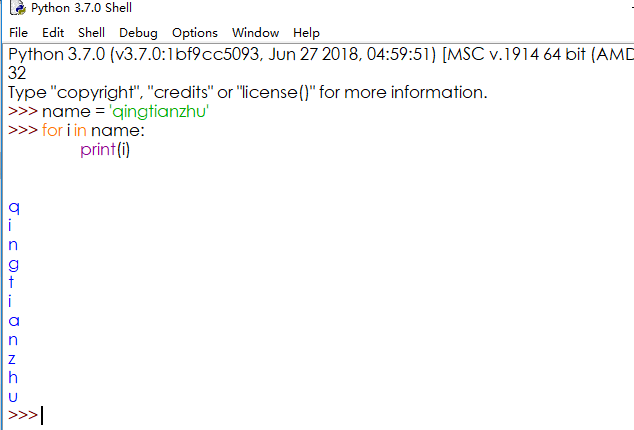 Python 3.7.0 Shell
File Edit Shell Debug Options Window Help
Python 3.7.0 (v3.7.0:1bf9cc5093, Jun 27 2018, 04:59:51) [MSC v.1914 64 bit (AMD
32
Type "copyright", "credits" or "license()" for more information.
>>> name = 'qingtianzhu'
>>> for i in name:
print(i)
q
i
n
g
t
i
a
n
z
h
u
>>>